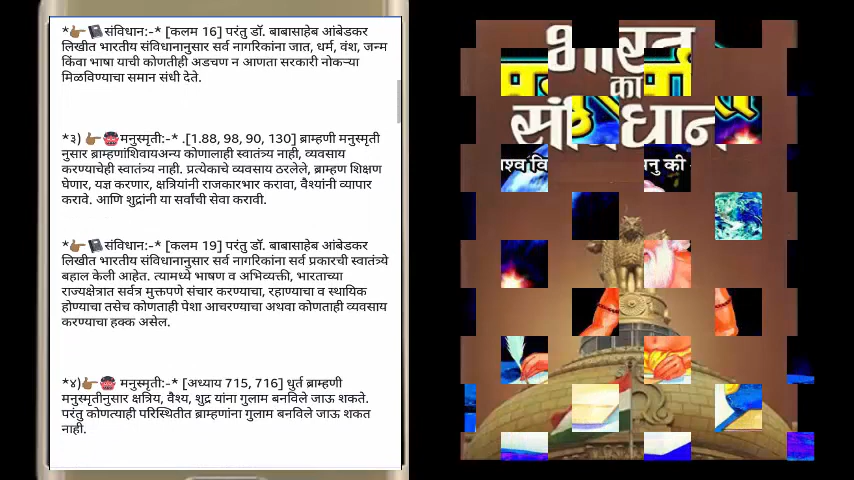 *👉🏽📓संविधान:-* [कलम 16] परंतु डॉ. बाबासाहेब आंबेडकर
लिखीत भारतीय संविधानानुसार सर्व नागरिकांना जात, धर्म, वंश, जन्म
किंवा भाषा याची कोणतीही अडचण न आणता सरकारी नोकऱ्या
मिळविण्याचा समान संधी देते.
*३) 👉🏽👹मनुस्मृती:-* .[1.88, 98, 90, 130] ब्राम्हणी मनुस्मृती
नुसार ब्राम्हणांशिवायअन्य कोणालाही स्वातंत्र्य नाही, व्यवसाय
करण्याचेही स्वातंत्र्य नाही. प्रत्येकाचे व्यवसाय ठरलेले, ब्राम्हण शिक्षण
घेणार, यज्ञ करणार, क्षत्रियांनी राजकारभार करावा, वैश्यांनी व्यापार
करावे. आणि शुद्रांनी या सर्वांची सेवा करावी.
*👉🏽📓संविधान:-* [कलम 19] परंतु डॉ. बाबासाहेब आंबेडकर
लिखीत भारतीय संविधानानुसार सर्व नागरिकांना सर्व प्रकारची स्वातंत्र्ये
बहाल केली आहेत. त्यामध्ये भाषण व अभिव्यक्ती, भारताच्या
राज्यक्षेत्रात सर्वत्र मुक्तपणे संचार करण्याचा, रहाण्याचा व स्थायिक
होण्याचा तसेच कोणताही पेशा आचरण्याचा अथवा कोणताही व्यवसाय
करण्याचा हक्क असेल.
*४)👉🏽👹 मनुस्मृती:-* [अध्याय 715, 716] धुर्त ब्राम्हणी
मनुस्मृतीनुसार क्षत्रिय, वैश्य, शुद्र यांना गुलाम बनविले जाऊ शकते.
परंतु कोणत्याही परिस्थितीत ब्राम्हणांना गुलाम बनविले जाऊ शकत
नाही.
भारत
का
संविधान